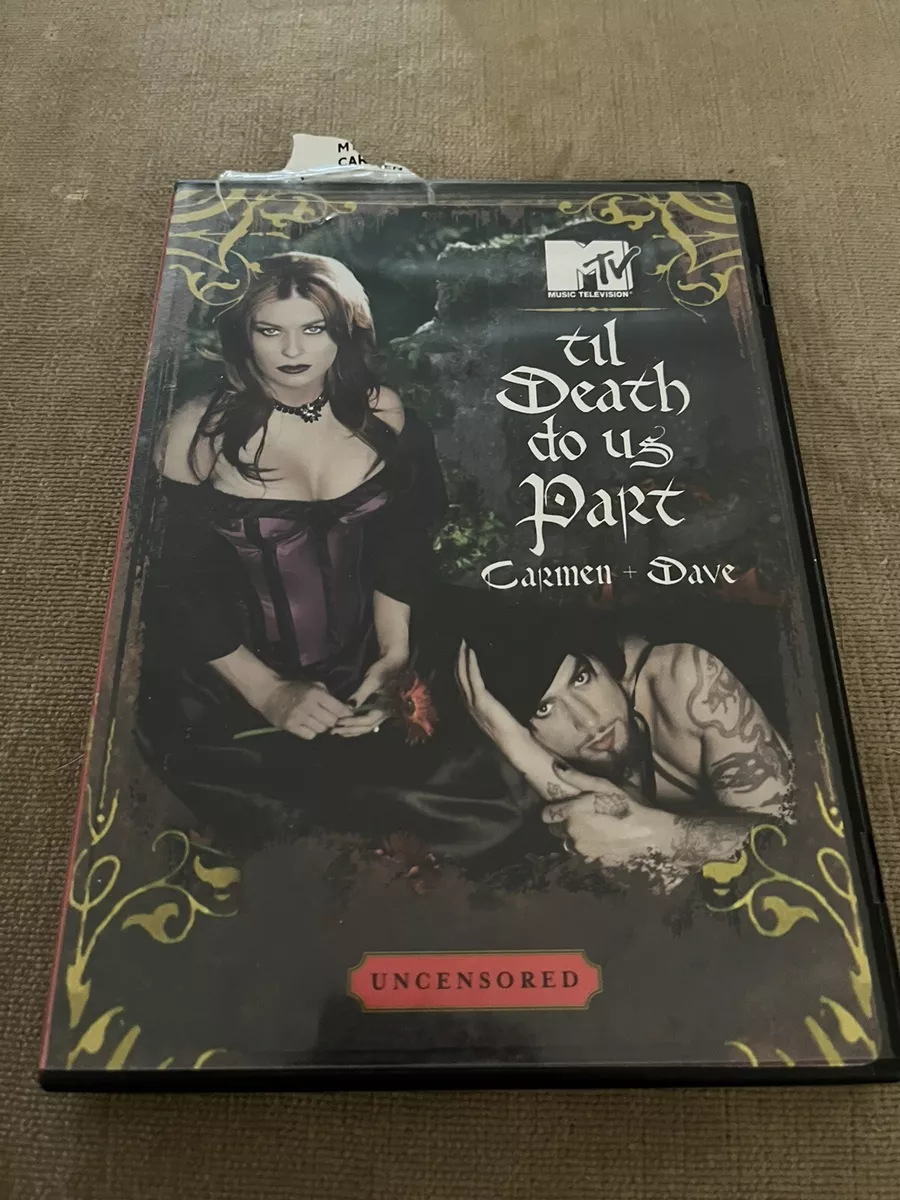 MTV
MUSIC TELEVISION®
til
Death
do us
Part
Carmen + Dave
UNCENSORED